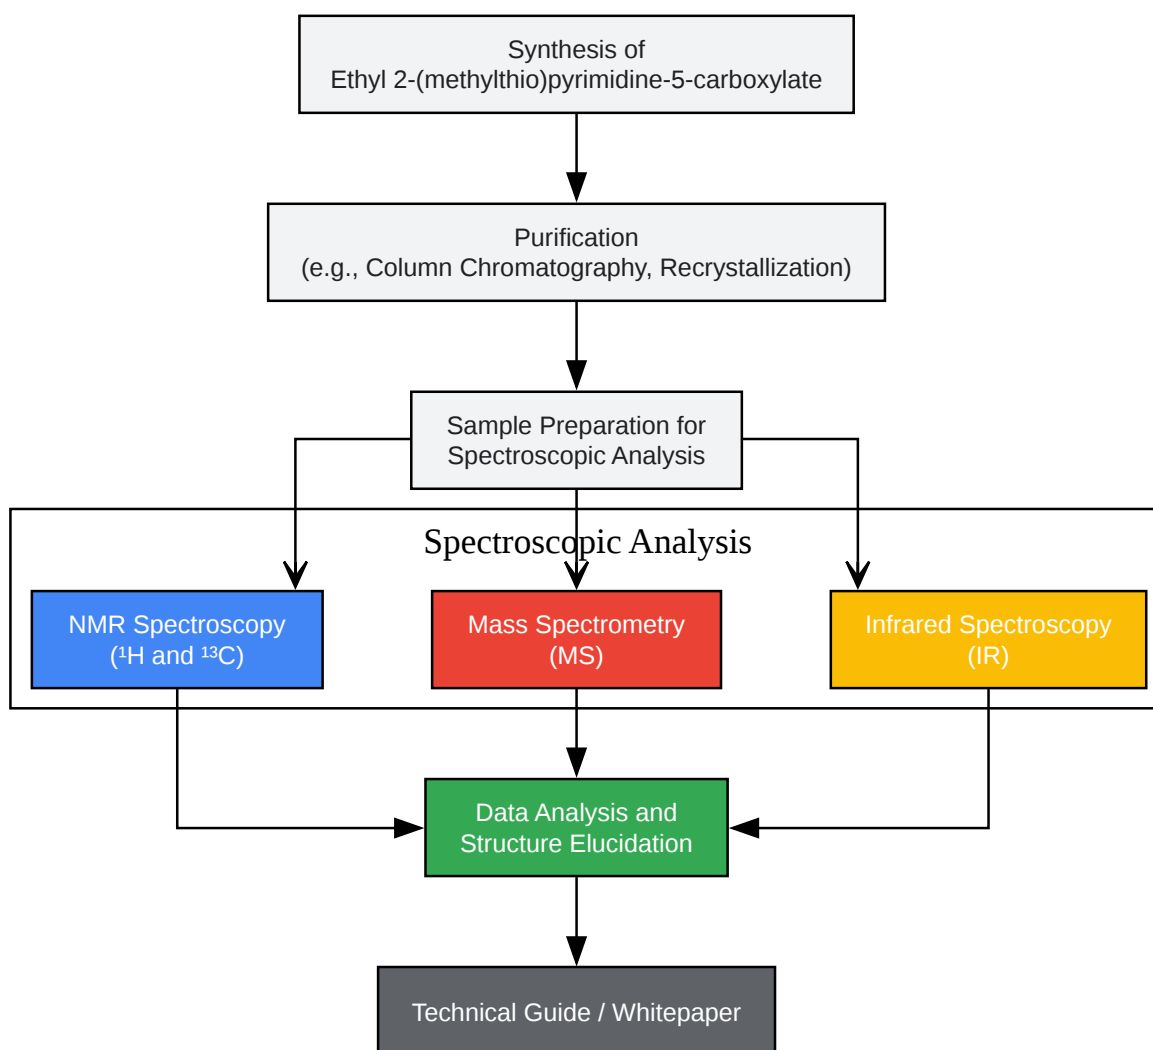 Synthesis of
Ethyl 2-(methylthio)pyrimidine-5-carboxylate
Purification
(e.g., Column Chromatography, Recrystallization)
Sample Preparation for
Spectroscopic Analysis
Spectroscopic Analysis
NMR Spectroscopy
(¹H and ¹³C)
Mass Spectrometry
(MS)
Infrared Spectroscopy
(IR)
Data Analysis and
Structure Elucidation
Technical Guide / Whitepaper